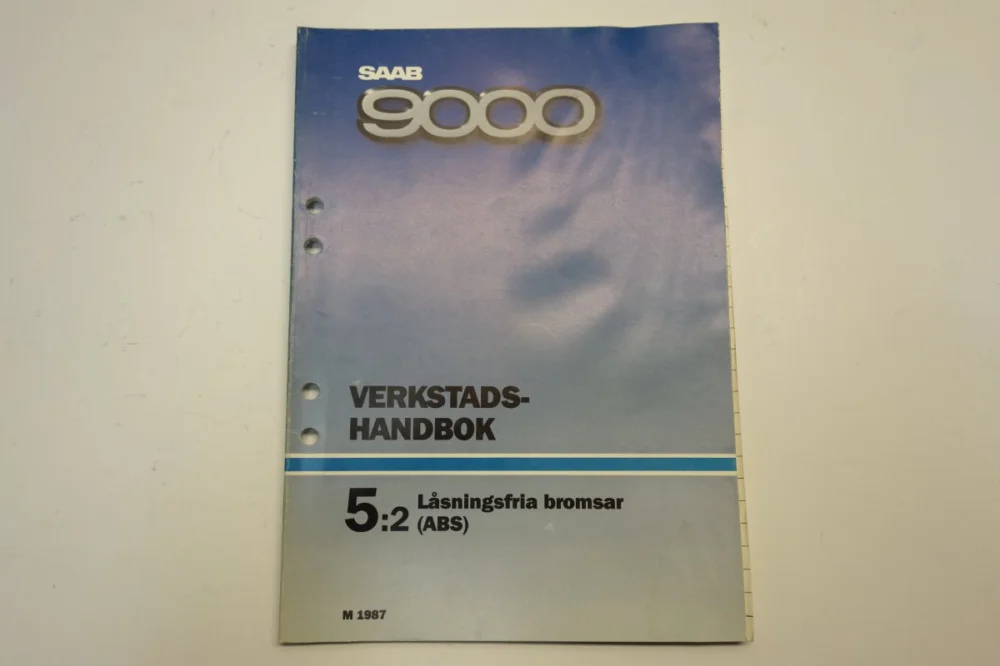 SAAB
9000
VERKSTADS-
HANDBOK
5:2 Låsningsfria bromsar
(ABS)
M 1987